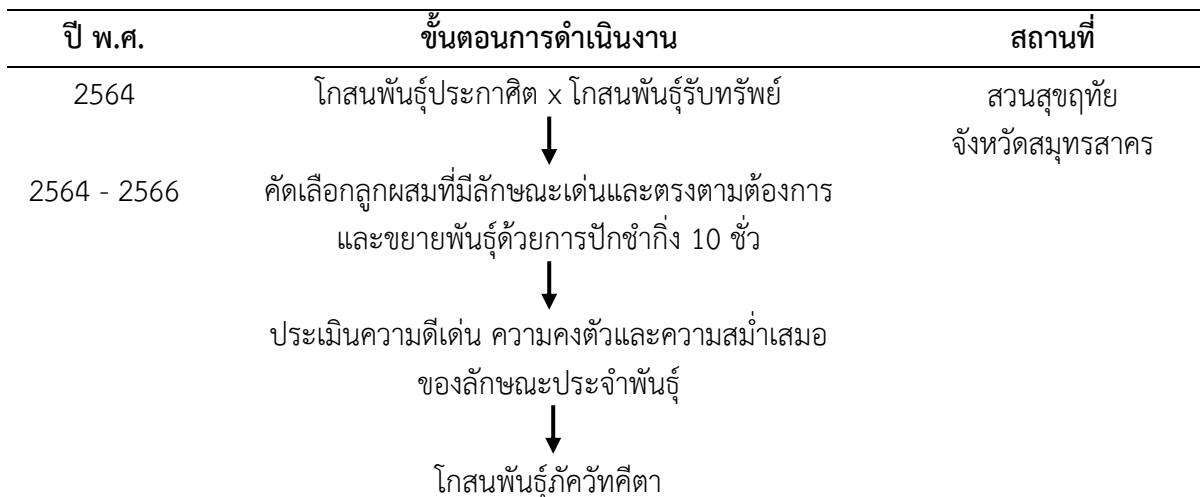 ปี พ.ศ. ขั้นตอนการดำเนินงาน สถานที่
2564 โกสนพันธุ์ประกาศิต x โกสนพันธุ์รับทรัพย์ สวนสุขฤทัย
จังหวัดสมุทรสาคร
2564 - 2566 คัดเลือกลูกผสมที่มีลักษณะเด่นและตรงตามต้องการ
และขยายพันธุ์ด้วยการปักชำกิ่ง 10 ชั่ว
ประเมินความดีเด่น ความคงตัวและความสม่ำเสมอ
ของลักษณะประจำพันธุ์
โกสนพันธุ์ภัควัทคีตา